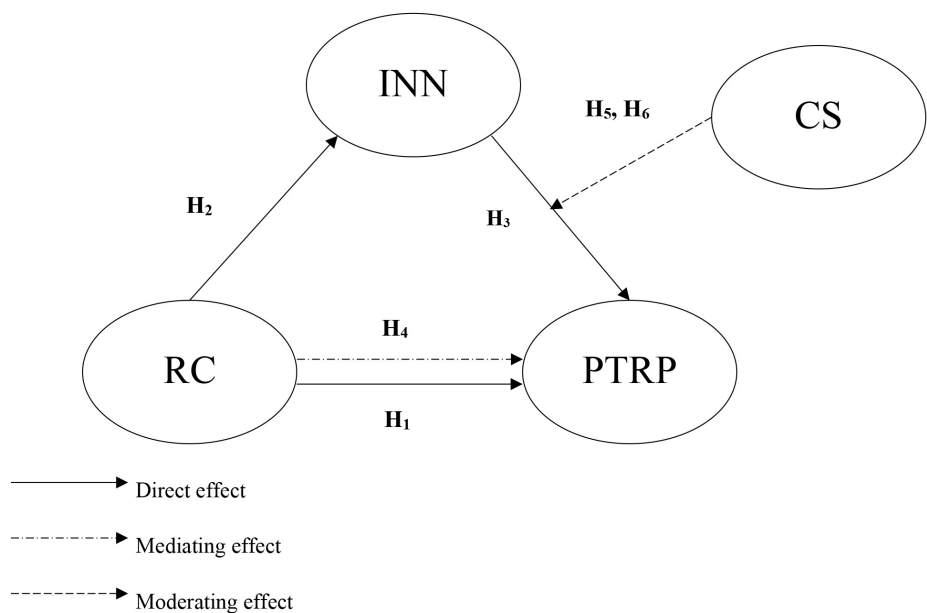 INN
CS
H₅, H₆
H₂
H₃
H₄
RC
PTRP
H₁
Direct effect
Mediating effect
Moderating effect